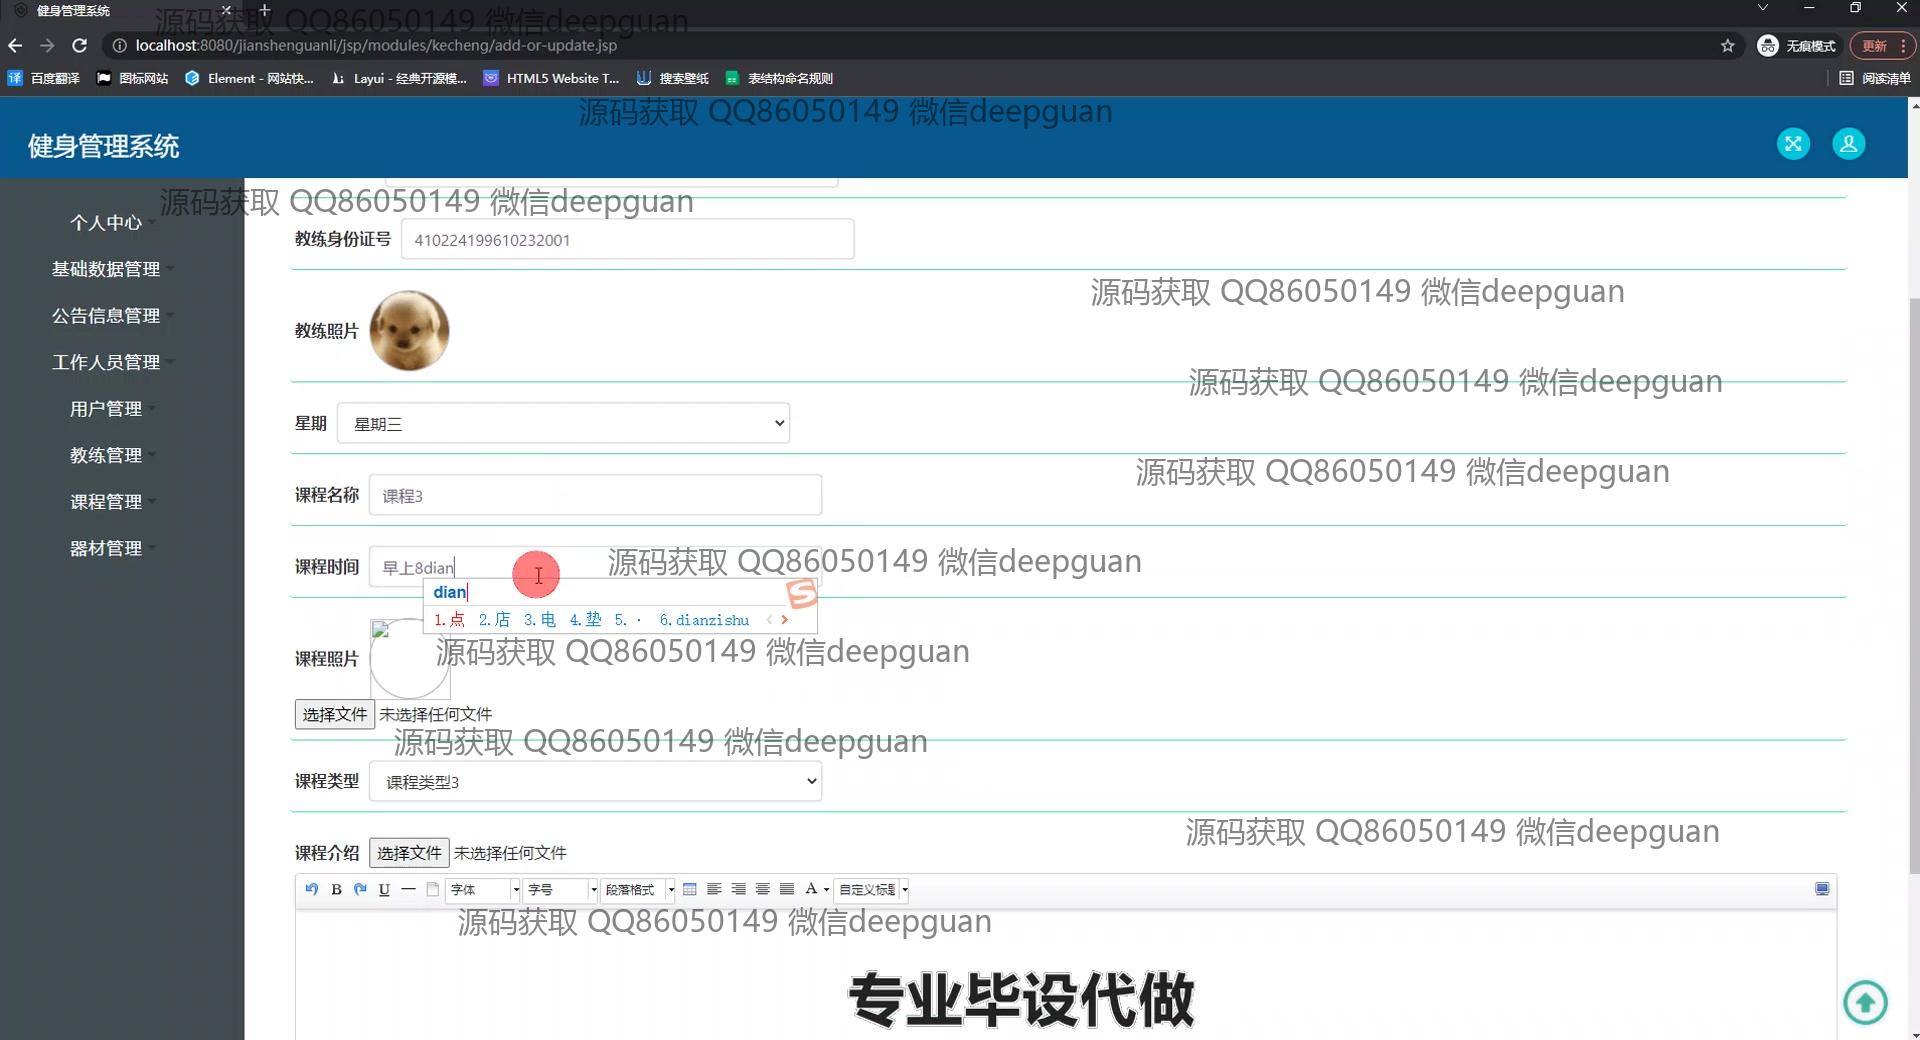 健身管理系统
源码获取 QQ86050149 微信deepguan
localhost:8080/jianshenguanli/jsp/modules/kecheng/add-or-update.jsp
无痕模式
更新
百度翻译
图标网站
Element - 网站快...
Layui - 经典开源模...
HTML5 Website T...
搜索壁纸
表结构命名规则
阅读清单
源码获取 QQ86050149 微信deepguan
健身管理系统
源码获取 QQ86050149 微信deepguan
个人中心
基础数据管理
公告信息管理
工作人员管理
用户管理
教练管理
课程管理
器材管理
教练身份证号 410224199610232001
源码获取 QQ86050149 微信deepguan
教练照片
源码获取 QQ86050149 微信deepguan
星期 星期三
源码获取 QQ86050149 微信deepguan
课程名称 课程3
课程时间 早上8dian
源码获取 QQ86050149 微信deepguan
dian
1.点 2.店 3.电 4.垫 5. · 6.dianzishu
源码获取 QQ86050149 微信deepguan
课程照片
选择文件 未选择任何文件
源码获取 QQ86050149 微信deepguan
课程类型 课程类型3
源码获取 QQ86050149 微信deepguan
课程介绍 选择文件 未选择任何文件
B U 字体 字号 段落格式 A 自定义标题
源码获取 QQ86050149 微信deepguan
专业毕设代做